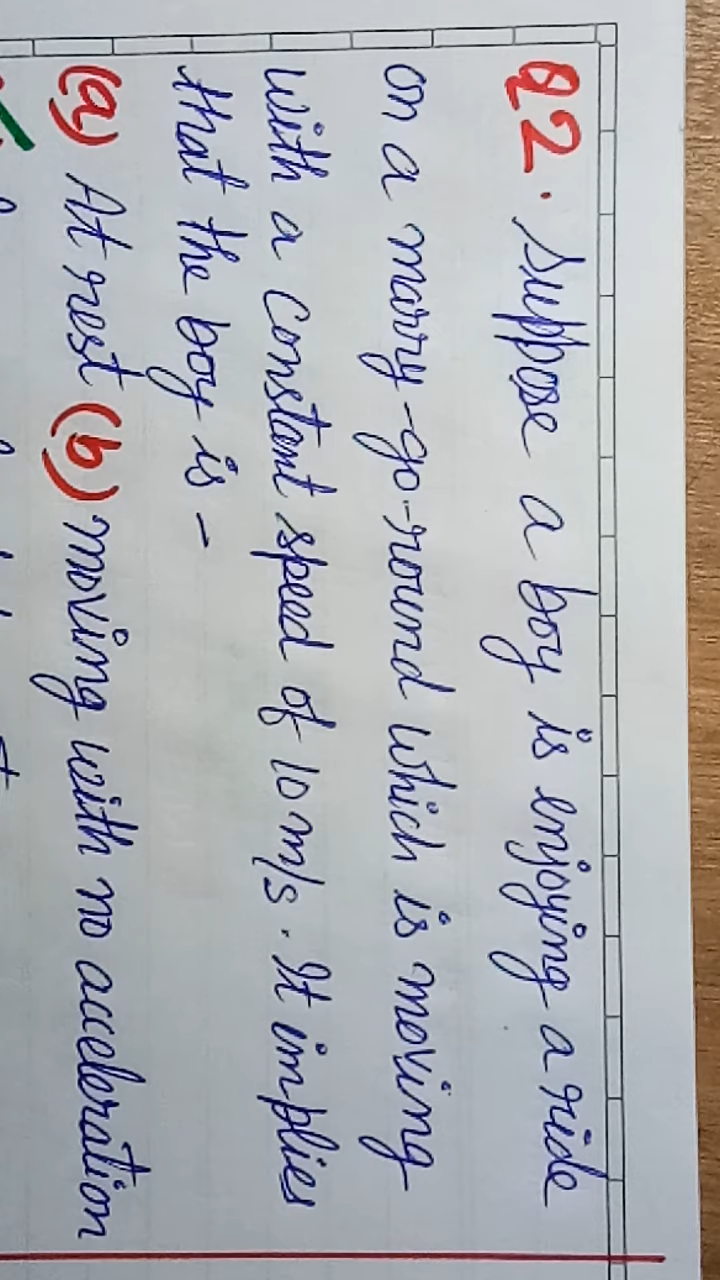 Q2. Suppose a boy is enjoying a ride
on a marry-go-round which is moving
with a constant speed of 10 m/s. It implies
that the boy is -
(a) At rest (b) moving with no acceleration